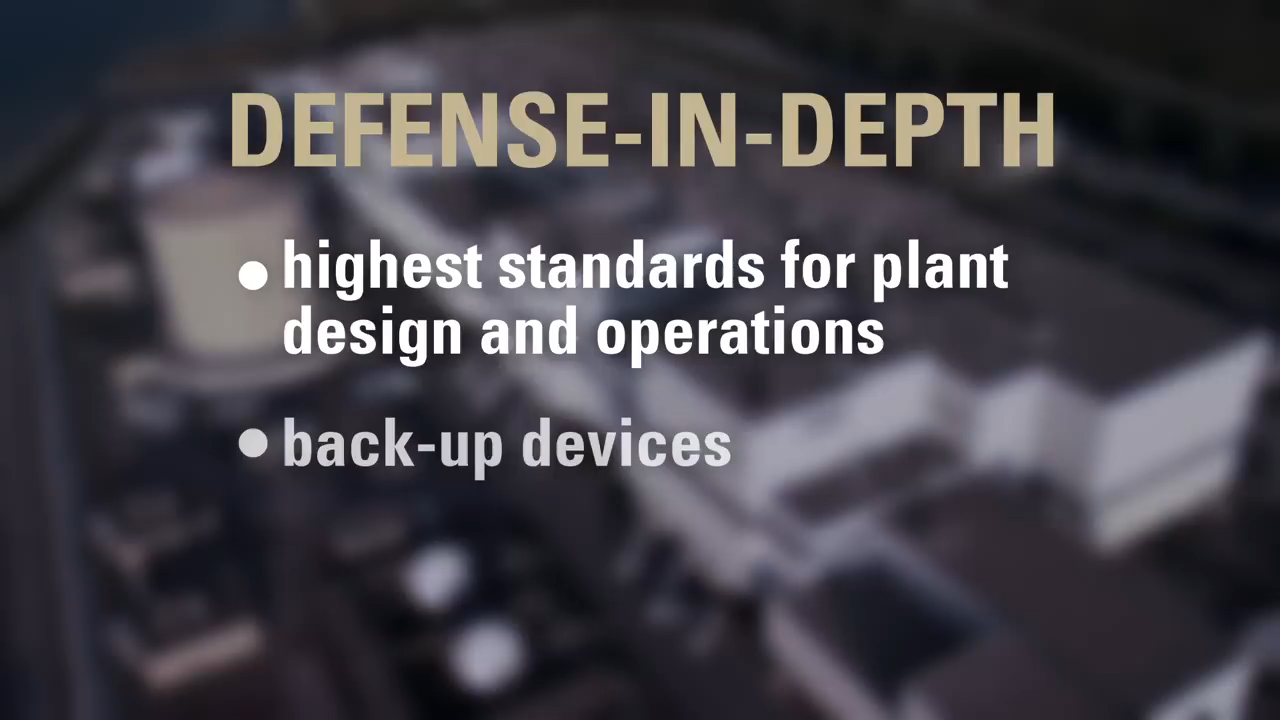 DEFENSE-IN-DEPTH
• highest standards for plant
design and operations
• back-up devices